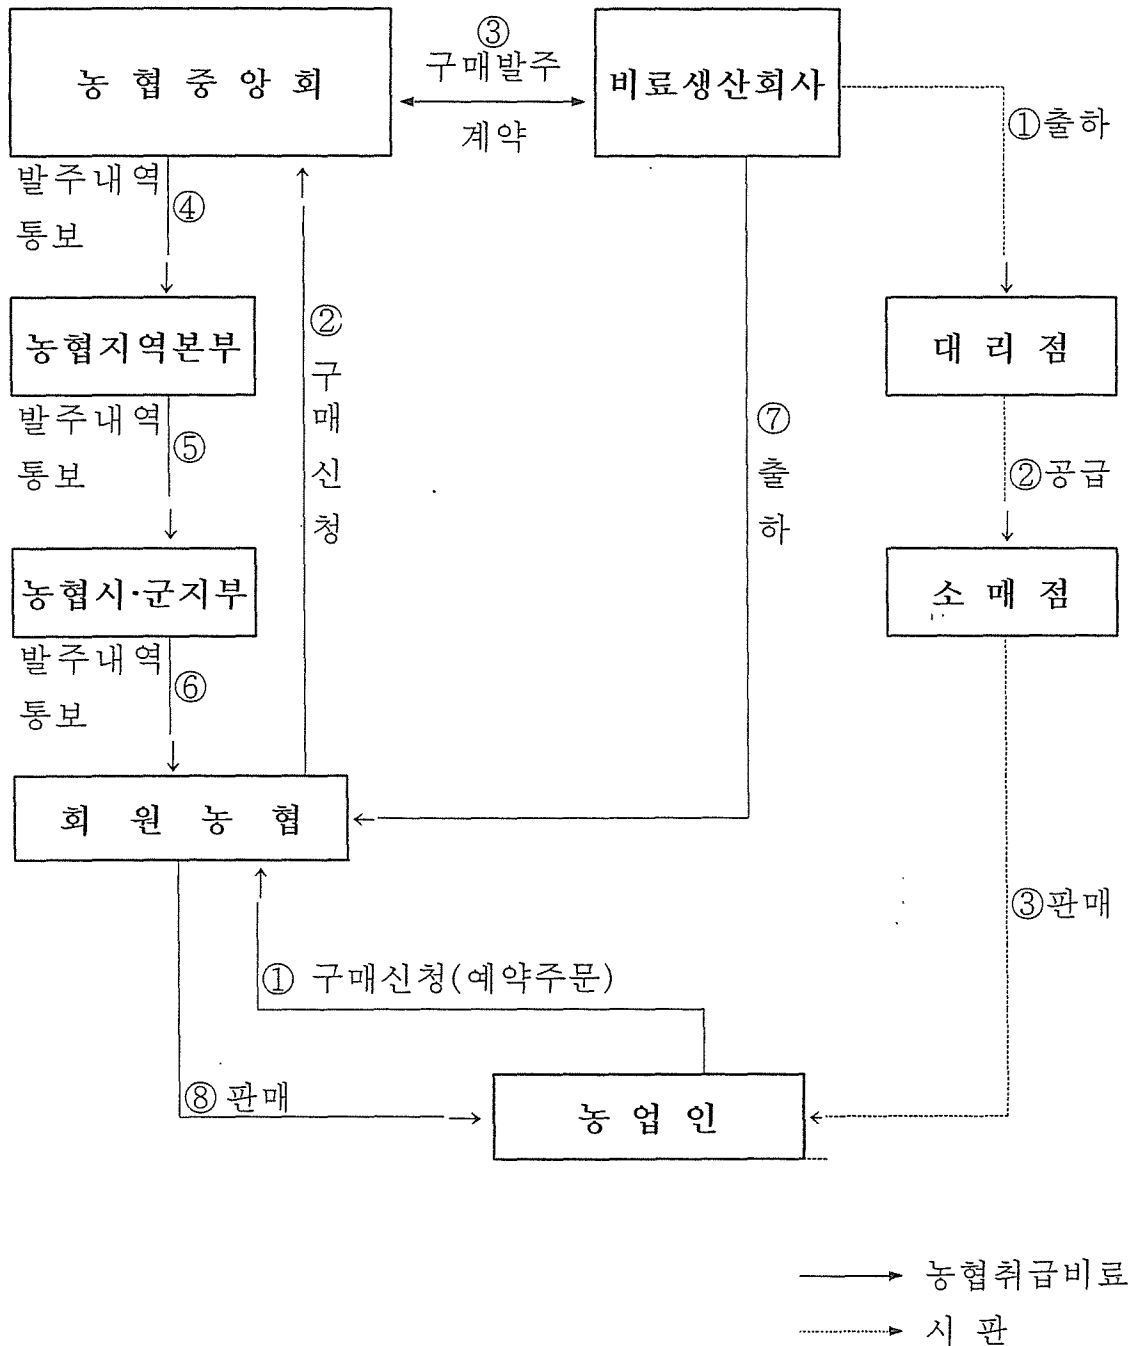 농 협 중 앙 회
③
구매발주
계약
비료생산회사
①출하
발주내역
④
통보
②
구
매
신
청
농협지역본부
대 리 점
발주내역
⑤
통보
⑦
출
하
②공급
농협시·군지부
소 매 점
발주내역
⑥
통보
회 원 농 협
③판매
① 구매신청(예약주문)
⑧판매
농 업 인
농협취급비료
시 판